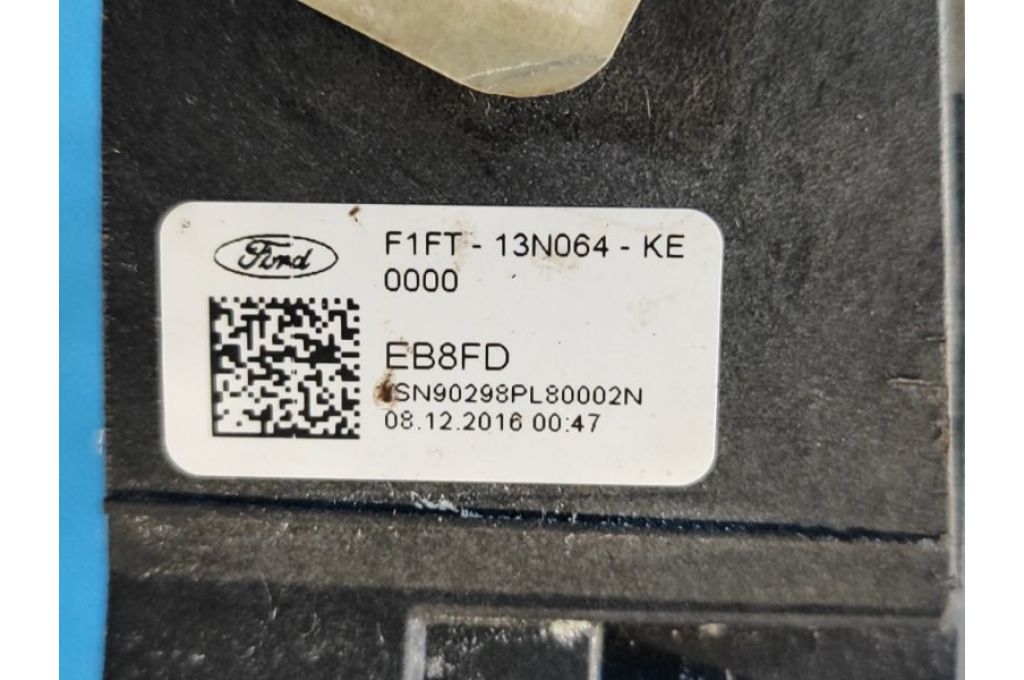 Ford
F1FT - 13N064 - KE
0000
EB8FD
SN90298PL80002N
08.12.2016 00:47